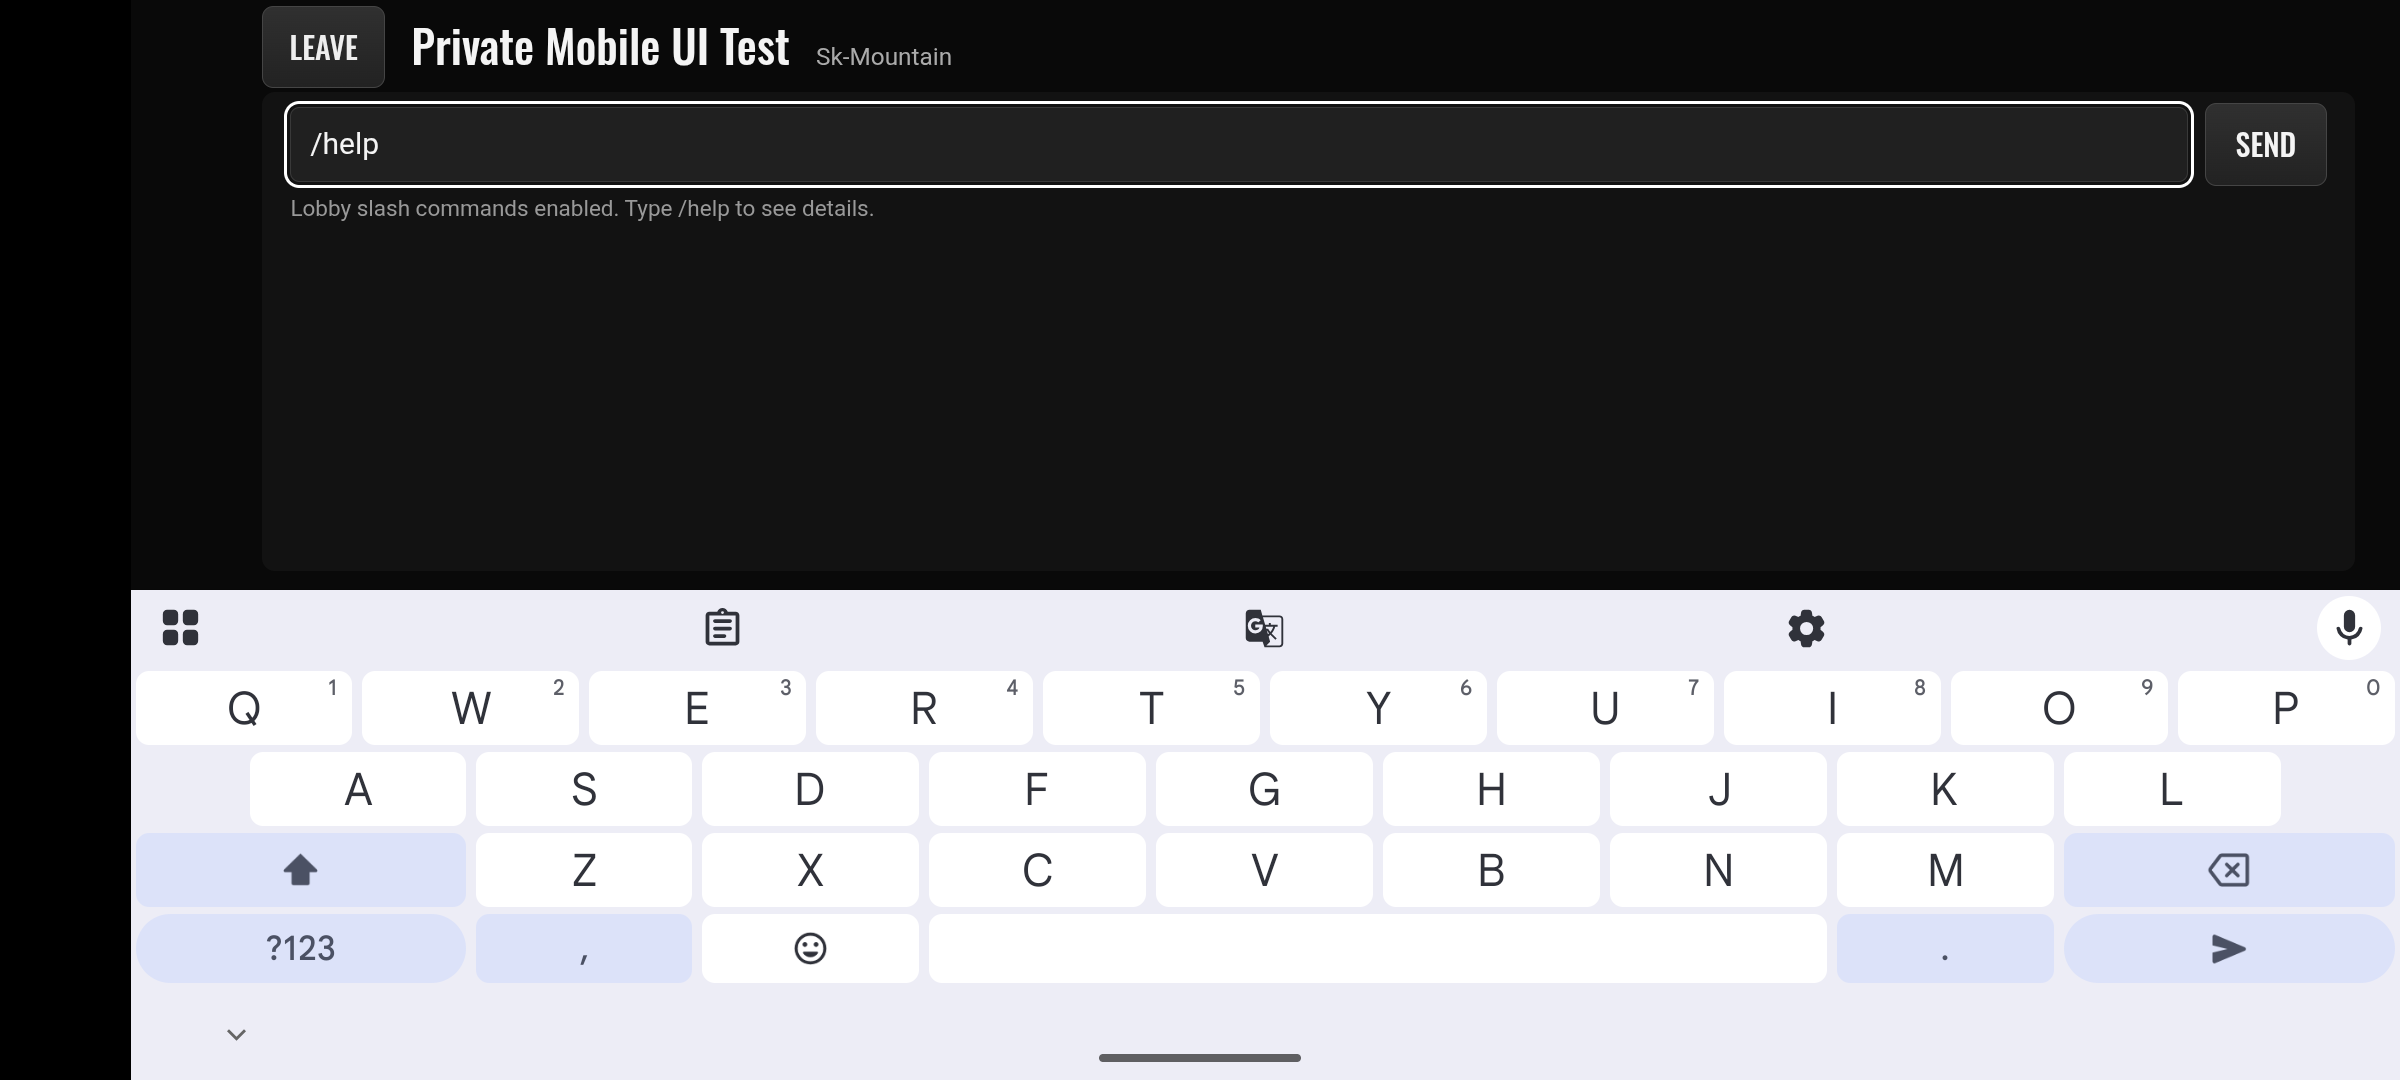 LEAVE Private Mobile UI Test Sk-Mountain
/help SEND
Lobby slash commands enabled. Type /help to see details.
Q 1 W 2 E 3 R 4 T 5 Y 6 U 7 I 8 O 9 P 0
A S D F G H J K L
Z X C V B N M
?123 , .